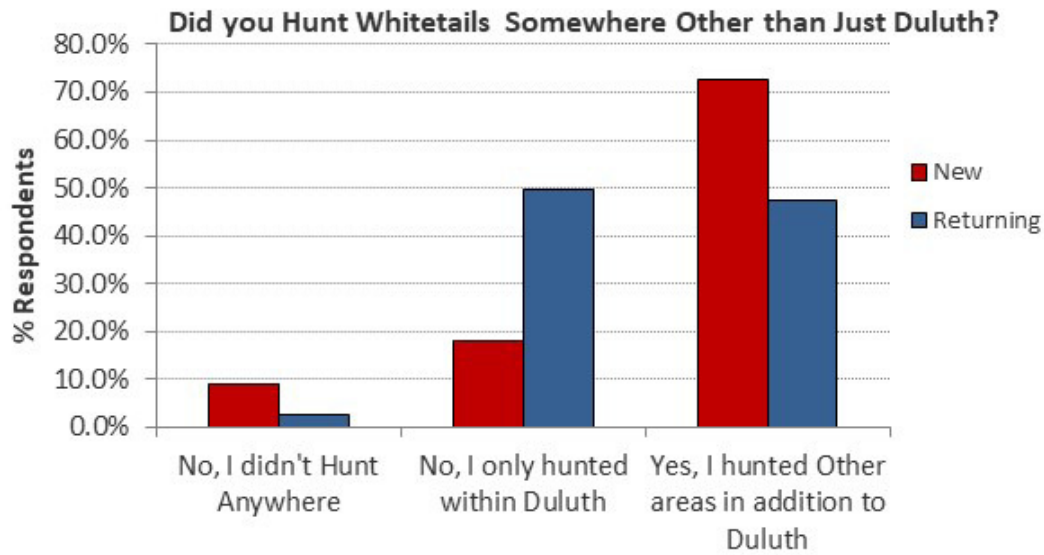 Did you Hunt Whitetails  Somewhere Other than Just Duluth?
80.0%
70.0%
60.0%
50.0%
40.0%
30.0%
20.0%
10.0%
0.0%
% Respondents
New
Returning
No, I didn't Hunt
Anywhere
No, I only hunted
within Duluth
Yes, I hunted Other
areas in addition to
Duluth